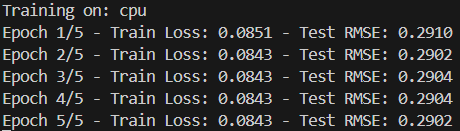 Training on: cpu
Epoch 1/5 - Train Loss: 0.0851 - Test RMSE: 0.2910
Epoch 2/5 - Train Loss: 0.0843 - Test RMSE: 0.2902
Epoch 3/5 - Train Loss: 0.0843 - Test RMSE: 0.2904
Epoch 4/5 - Train Loss: 0.0843 - Test RMSE: 0.2904
Epoch 5/5 - Train Loss: 0.0843 - Test RMSE: 0.2902